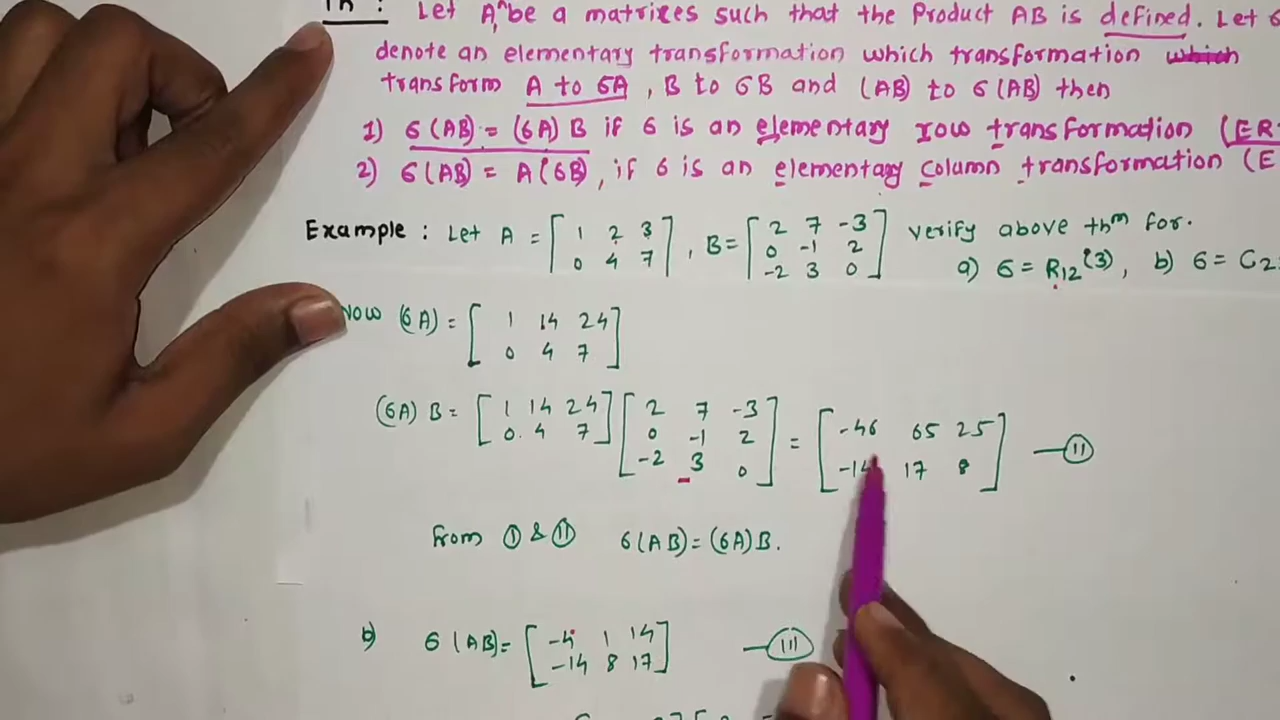 Th :
Let A, ^ be a matrixes such that the Product AB is defined. Let 6
denote an elementary transformation which transformation which
transform A to 6A , B to 6B and (AB) to 6(AB) then
1) 6(AB) = (6A) B if 6 is an elementary row transformation (ER
2) 6(AB) = A(6B), if 6 is an elementary column transformation (E
Example : Let A = [ 1 2 3
0 4 7 ] , B = [ 2 7 -3
0 -1 2
-2 3 0 ] verify above thm for.
a) 6 = R12(3) , b) 6 = C2
Now (6A) = [ 1 14 24
0 4 7 ]
(6A) B = [ 1 14 24
0. 4 7 ] [ 2 7 -3
0 -1 2
-2 3 0 ] = [ -46 65 25
-14 17 8 ] — II
From I & II 6(AB) = (6A)B.
b) 6(AB) = [ -4 1 14
-14 8 17 ] — III